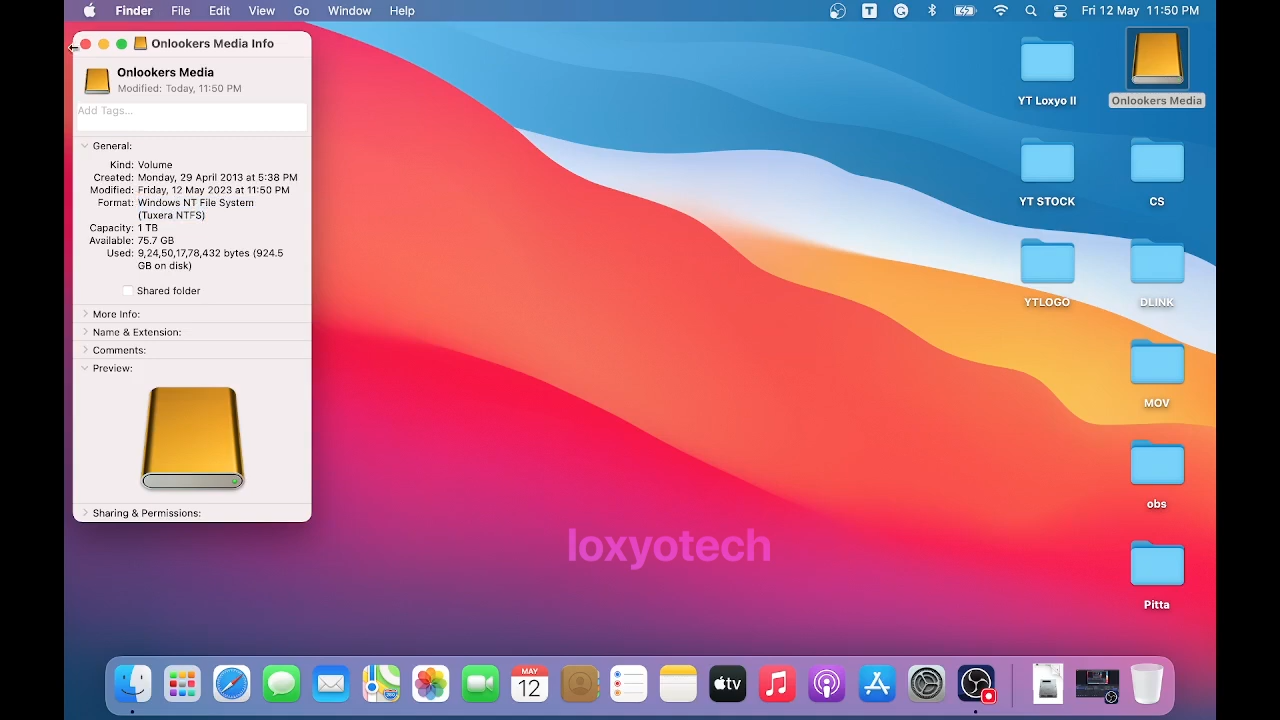 Finder File Edit View Go Window Help
T G Fri 12 May 11:50 PM
Onlookers Media Info
Onlookers Media
Modified: Today, 11:50 PM
Add Tags...
General:
Kind: Volume
Created: Monday, 29 April 2013 at 5:38 PM
Modified: Friday, 12 May 2023 at 11:50 PM
Format: Windows NT File System
(Tuxera NTFS)
Capacity: 1 TB
Available: 75.7 GB
Used: 9,24,50,17,78,432 bytes (924.5
GB on disk)
Shared folder
More Info:
Name & Extension:
Comments:
Preview:
Sharing & Permissions:
YT Loxyo II
Onlookers Media
YT STOCK
CS
YTLOGO
DLINK
MOV
obs
Pitta
loxyotech
MAY
12
tv